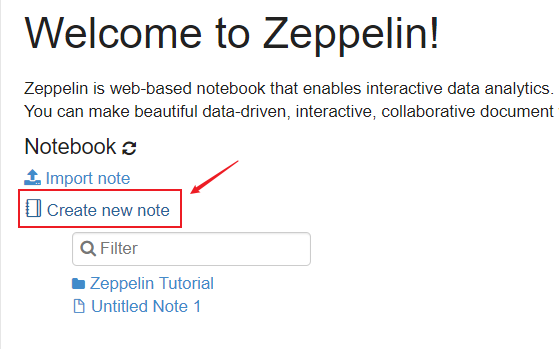 Welcome to Zeppelin!
Zeppelin is web-based notebook that enables interactive data analytics.
You can make beautiful data-driven, interactive, collaborative document
Notebook
Import note
Create new note
Filter
Zeppelin Tutorial
Untitled Note 1